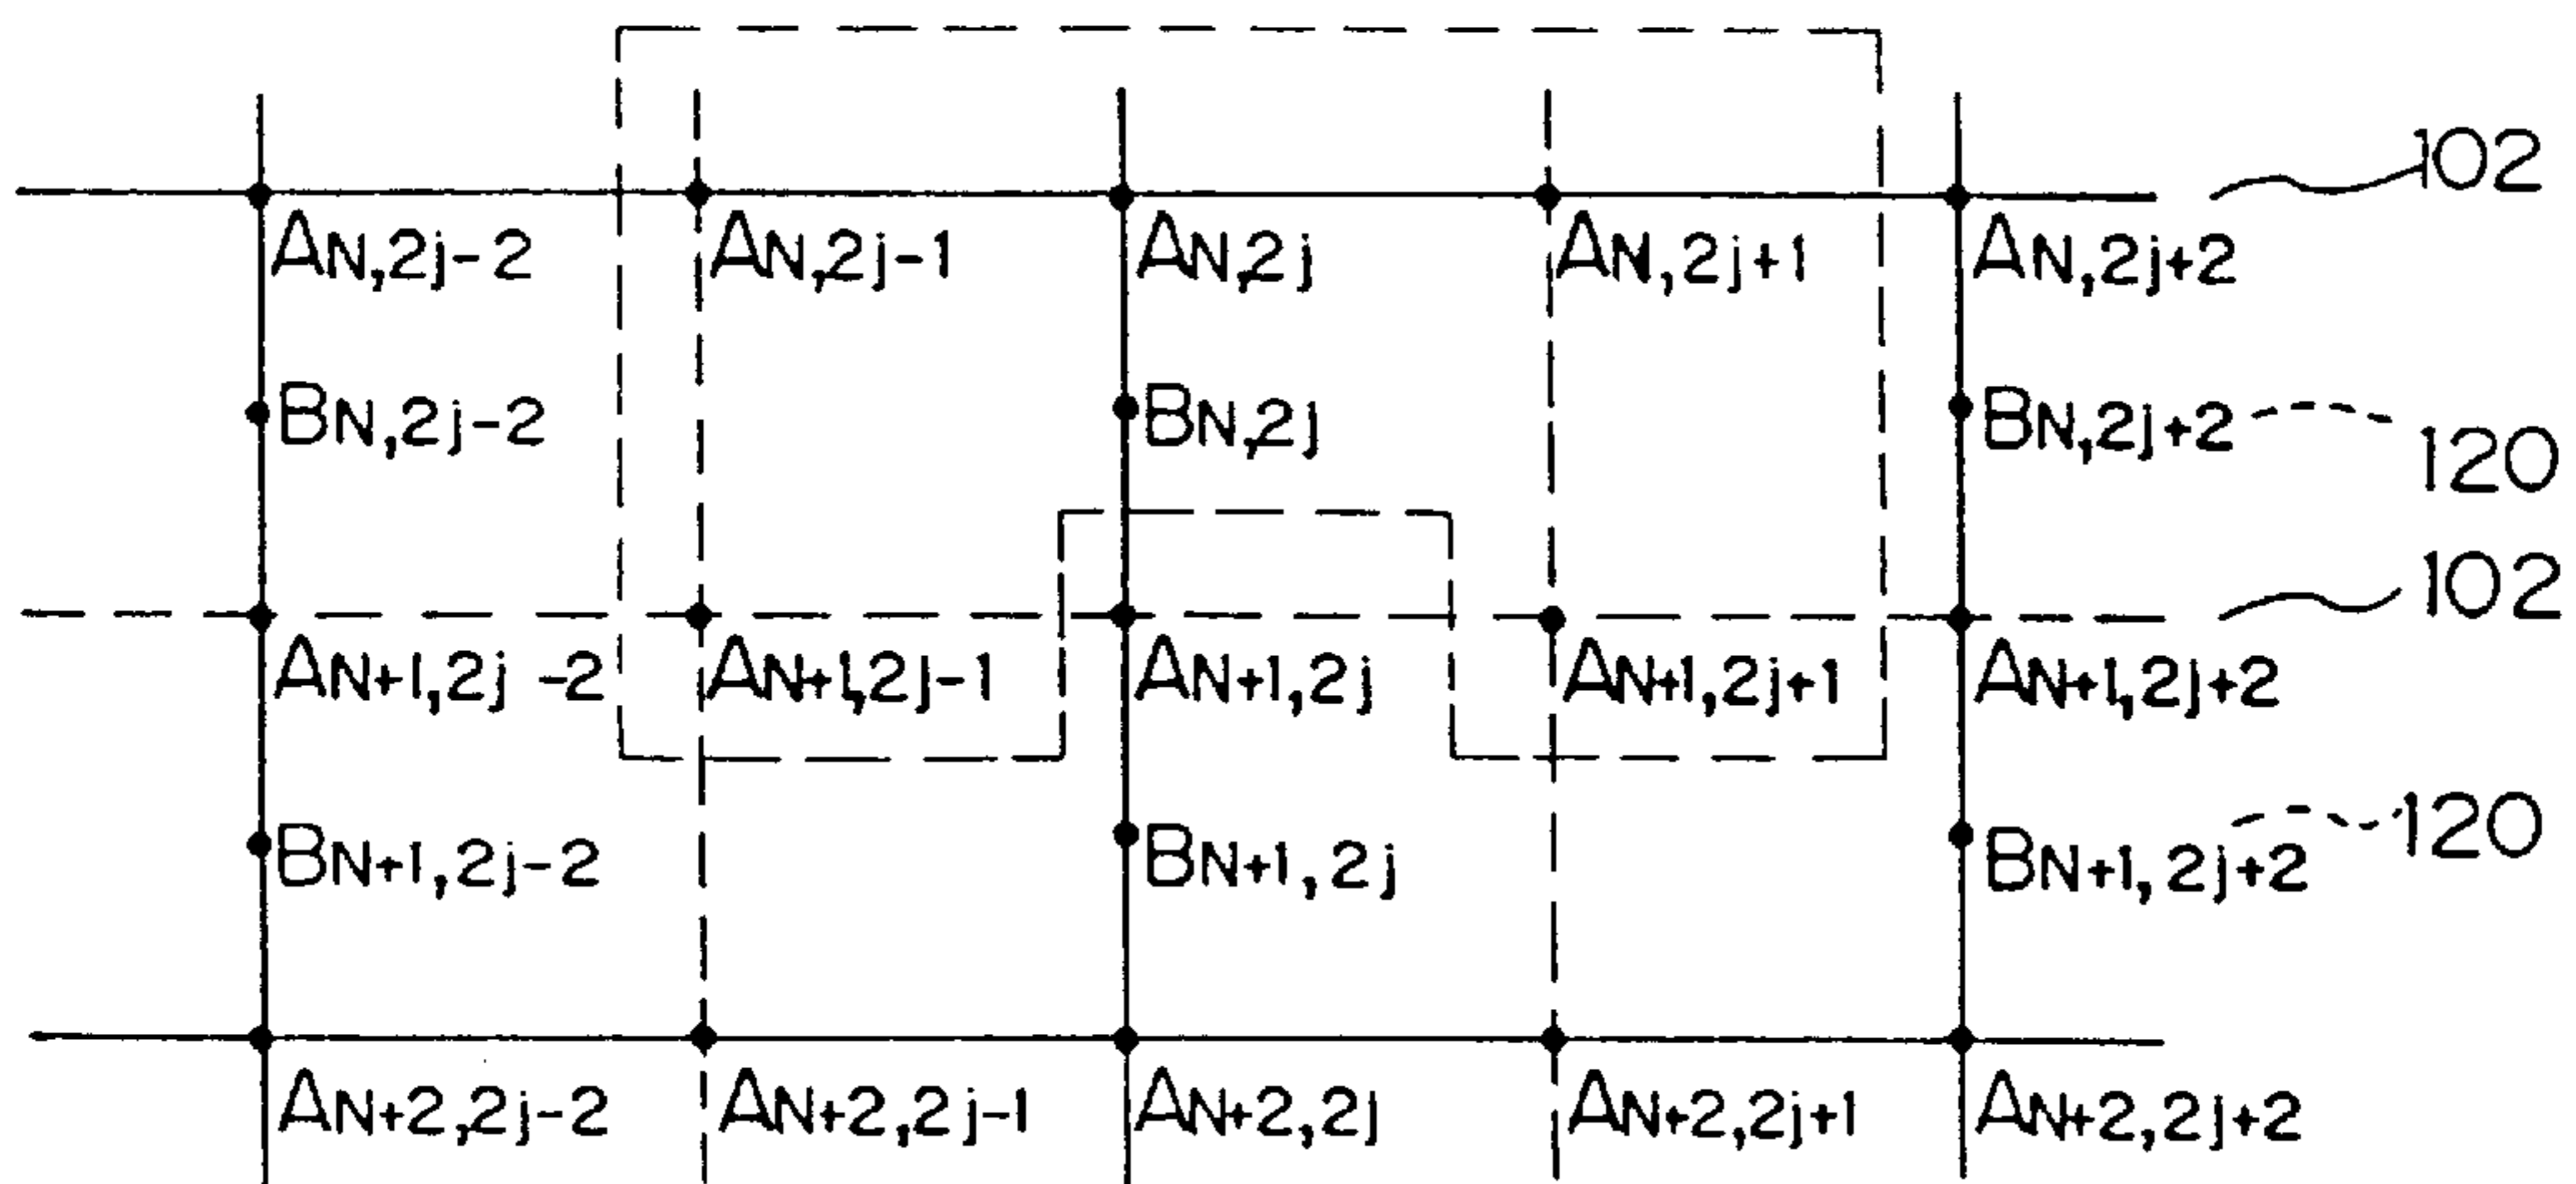 102
AN,2j-2 AN,2j-1 AN,2j AN,2j+1 AN,2j+2
BN,2j-2 BN,2j BN,2j+2 120
102
AN+1,2j-2 AN+1,2j-1 AN+1,2j AN+1,2j+1 AN+1,2j+2
BN+1,2j-2 BN+1,2j BN+1,2j+2 120
AN+2,2j-2 AN+2,2j-1 AN+2,2j AN+2,2j+1 AN+2,2j+2